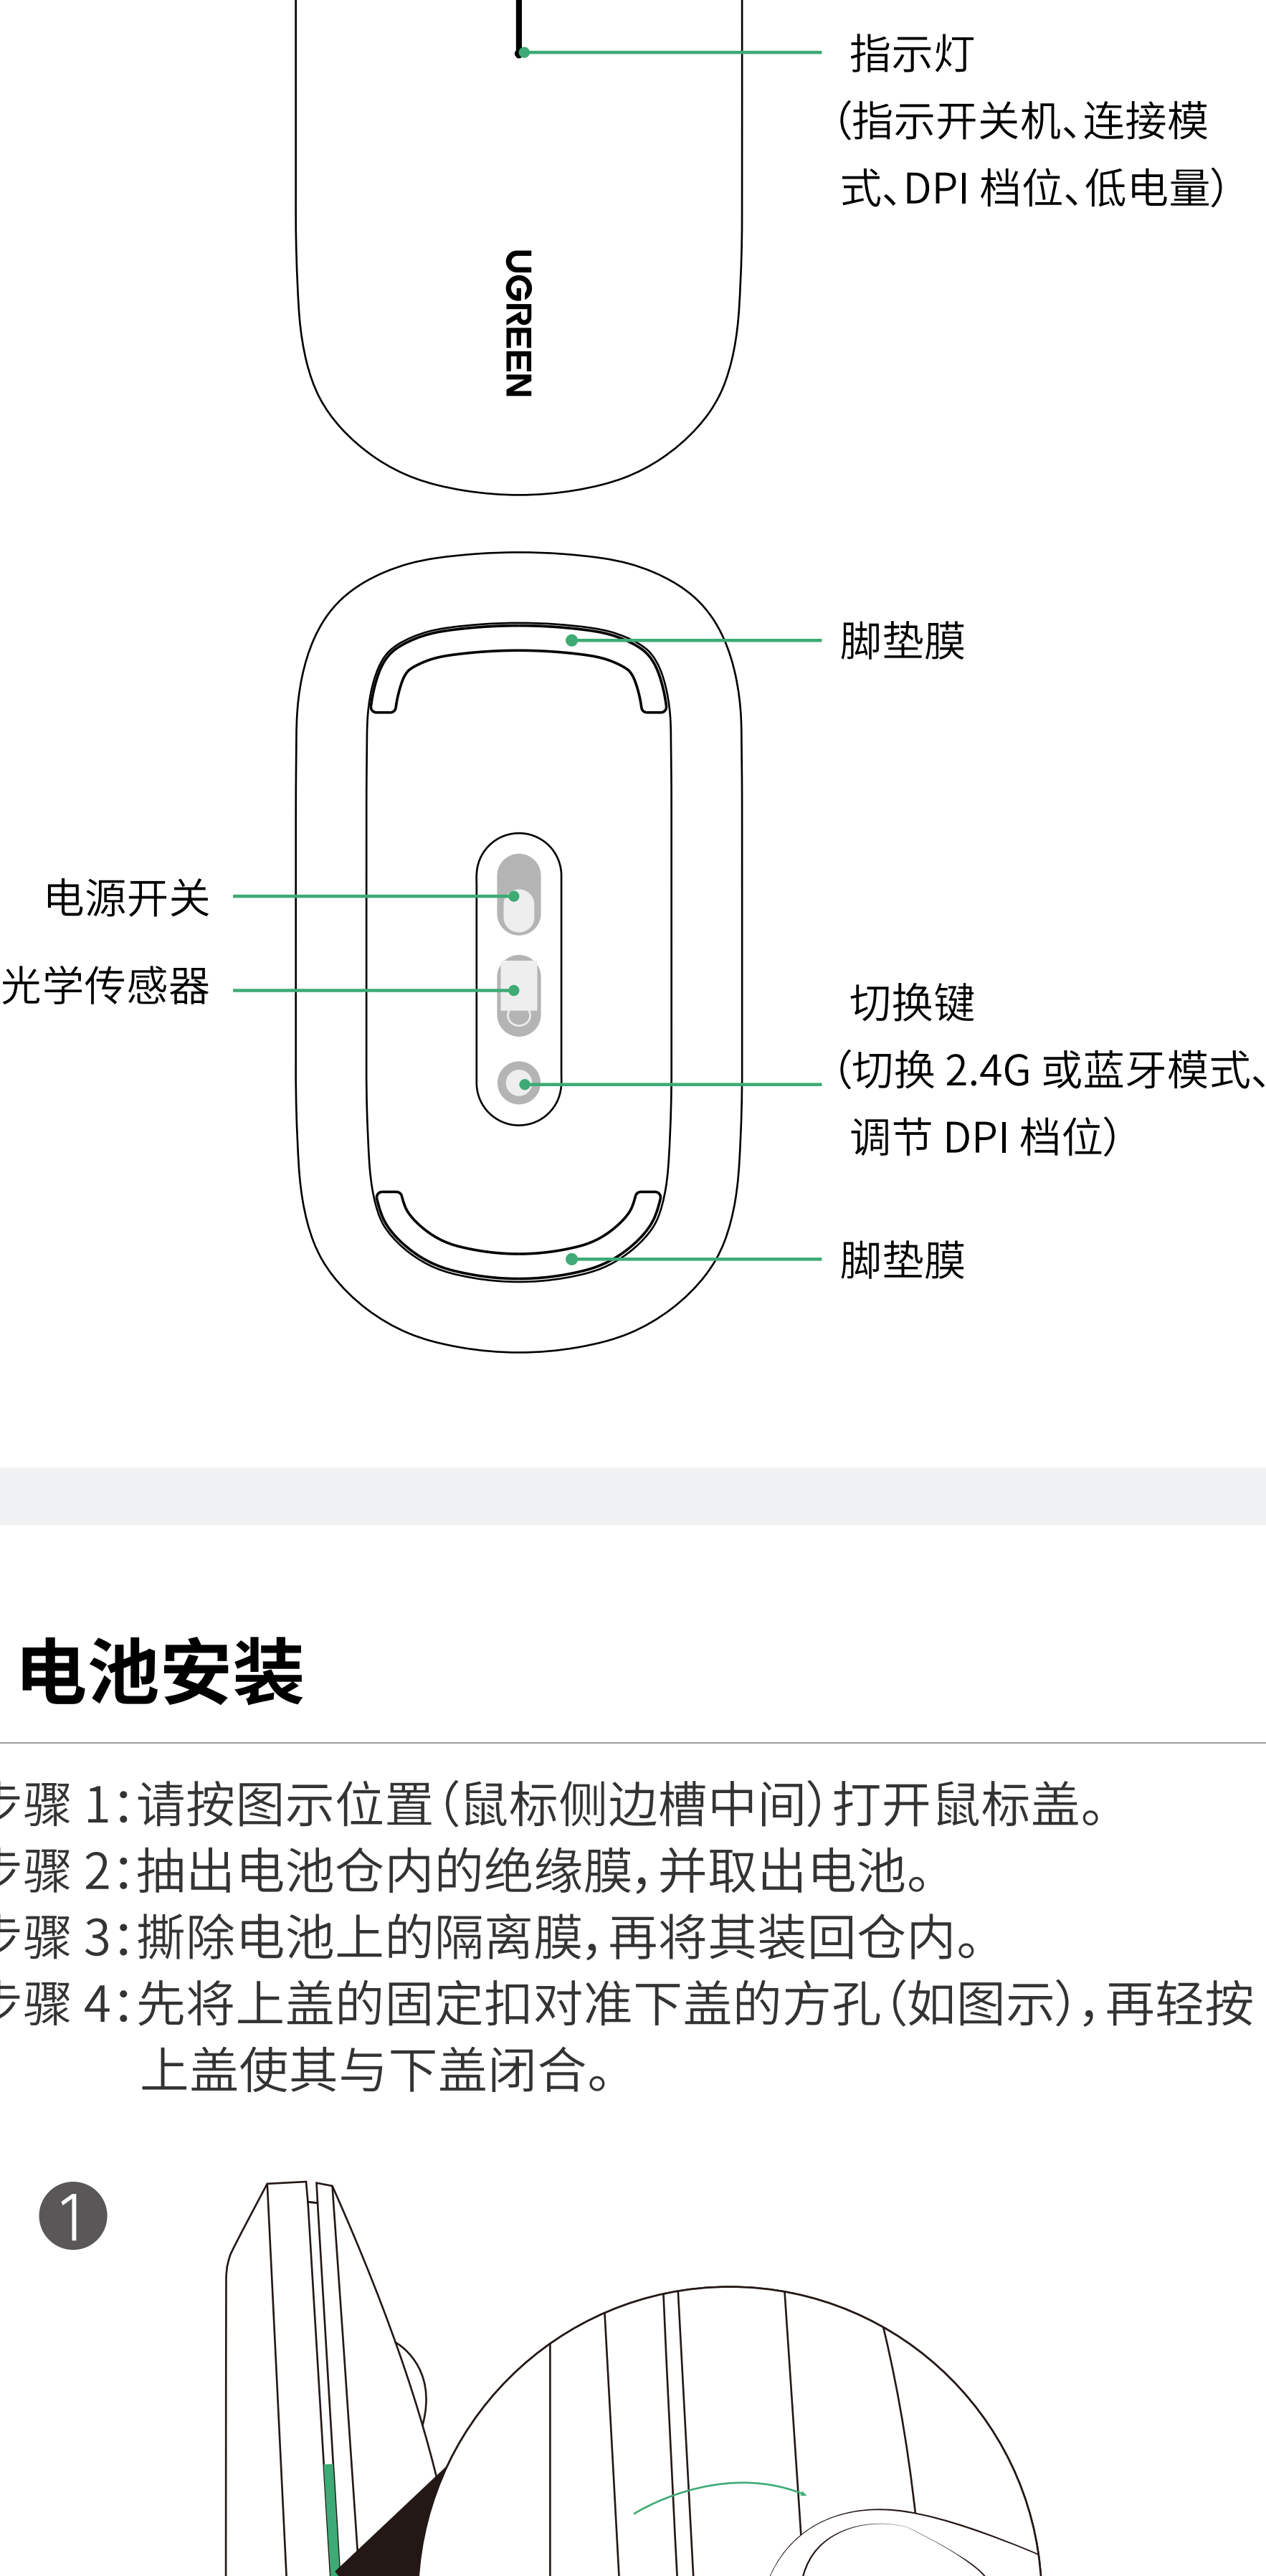 指示灯
（指示开关机、连接模
式、DPI 档位、低电量）
UGREEN
脚垫膜
电源开关
光学传感器
切换键
（切换 2.4G 或蓝牙模式、
调节 DPI 档位）
脚垫膜
电池安装
步骤 1：请按图示位置（鼠标侧边槽中间）打开鼠标盖。
步骤 2：抽出电池仓内的绝缘膜，并取出电池。
步骤 3：撕除电池上的隔离膜，再将其装回仓内。
步骤 4：先将上盖的固定扣对准下盖的方孔（如图示），再轻按
上盖使其与下盖闭合。
1